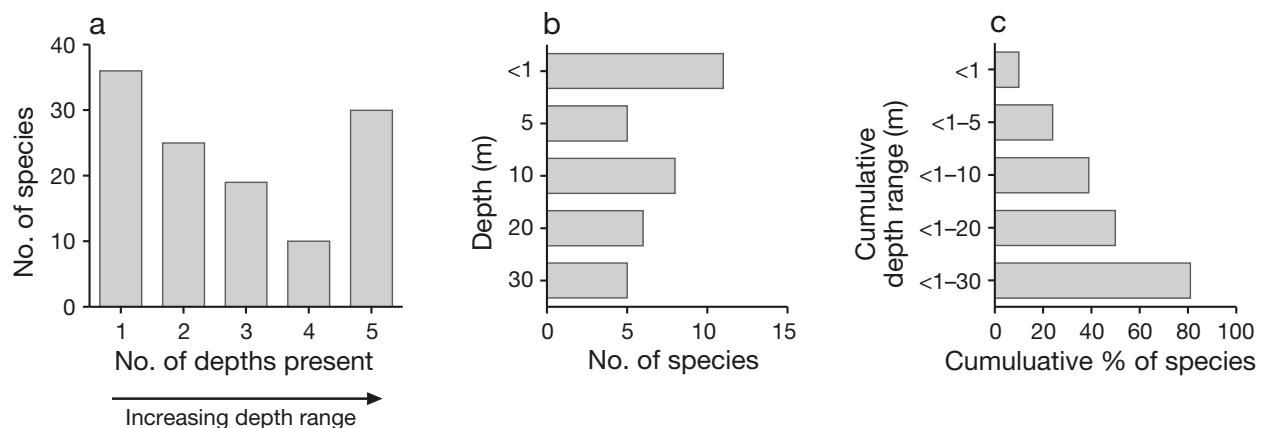 a
40
30
20
10
0
No. of species
1 2 3 4 5
No. of depths present
Increasing depth range
b
<1
5
10
20
30
Depth (m)
0 5 10 15
No. of species
c
<1
<1–5
<1–10
<1–20
<1–30
Cumulative
depth range (m)
0 20 40 60 80 100
Cumuluative % of species